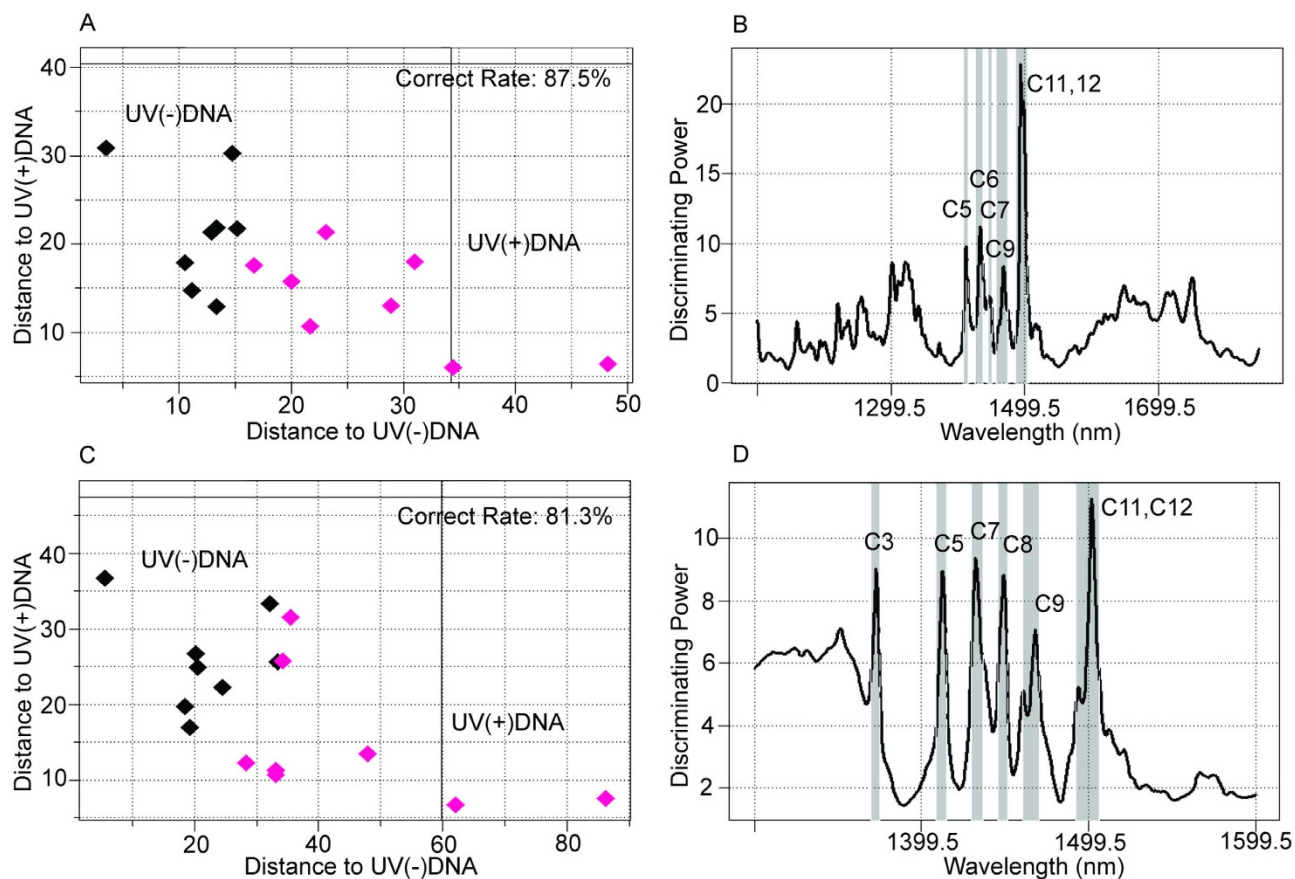 A
Correct Rate: 87.5%
UV(-)DNA
UV(+)DNA
Distance to UV(+)DNA
40
30
20
10
10 20 30 40 50
Distance to UV(-)DNA
B
C11,12
C6
C5 C7
C9
Discriminating Power
20
15
10
5
0
1299.5 1499.5 1699.5
Wavelength (nm)
C
Correct Rate: 81.3%
UV(-)DNA
UV(+)DNA
Distance to UV(+)DNA
40
30
20
10
20 40 60 80
Distance to UV(-)DNA
D
C11,C12
C3 C5 C7 C8
C9
Discriminating Power
10
8
6
4
2
1399.5 1499.5 1599.5
Wavelength (nm)